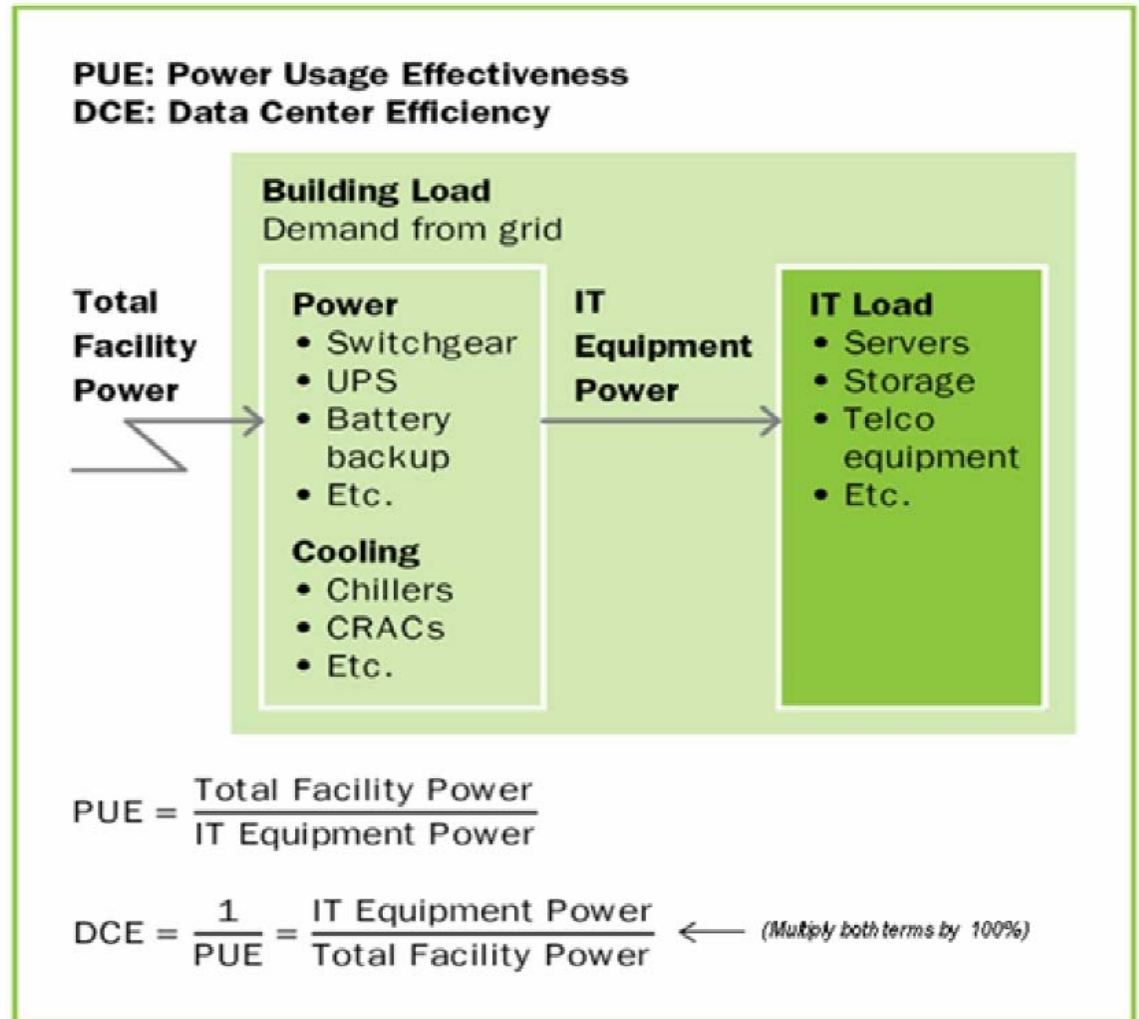 PUE: Power Usage Effectiveness
DCE: Data Center Efficiency
Building Load
Demand from grid
Total
Facility
Power
Power
• Switchgear
• UPS
• Battery
backup
• Etc.
Cooling
• Chillers
• CRACs
• Etc.
IT
Equipment
Power
IT Load
• Servers
• Storage
• Telco
equipment
• Etc.
PUE = Total Facility Power / IT Equipment Power
DCE = 1 / PUE = IT Equipment Power / Total Facility Power (Multiply both terms by 100%)